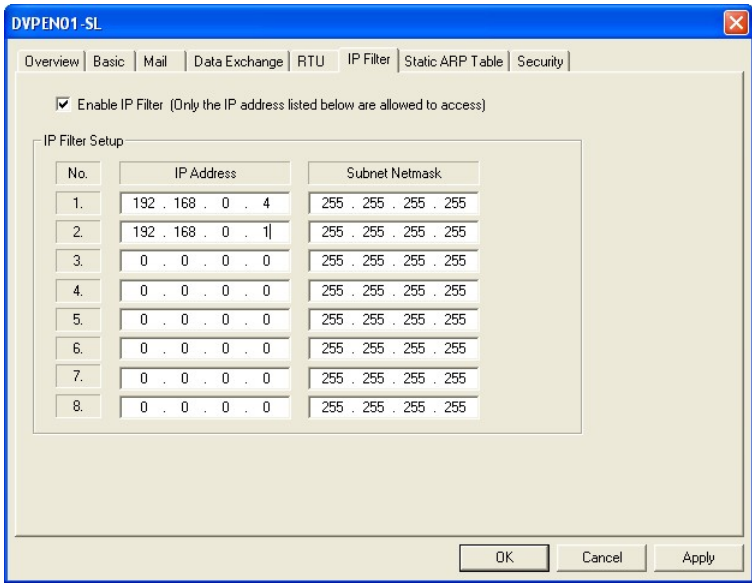 DVPEN01-SL
Overview Basic Mail Data Exchange RTU IP Filter Static ARP Table Security
Enable IP Filter (Only the IP address listed below are allowed to access)
IP Filter Setup
No. IP Address Subnet Netmask
1. 192 . 168 . 0 . 4 255 . 255 . 255 . 255
2. 192 . 168 . 0 . 1 255 . 255 . 255 . 255
3. 0 . 0 . 0 . 0 255 . 255 . 255 . 255
4. 0 . 0 . 0 . 0 255 . 255 . 255 . 255
5. 0 . 0 . 0 . 0 255 . 255 . 255 . 255
6. 0 . 0 . 0 . 0 255 . 255 . 255 . 255
7. 0 . 0 . 0 . 0 255 . 255 . 255 . 255
8. 0 . 0 . 0 . 0 255 . 255 . 255 . 255
OK Cancel Apply